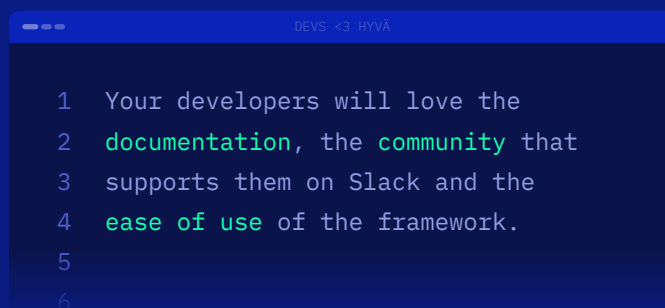 DEVS <3 HYVÄ
1 Your developers will love the
2 documentation, the community that
3 supports them on Slack and the
4 ease of use of the framework.
5
6